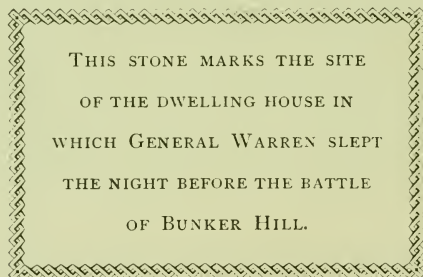 THIS STONE MARKS THE SITE
OF THE DWELLING HOUSE IN
WHICH GENERAL WARREN SLEPT
THE NIGHT BEFORE THE BATTLE
OF BUNKER HILL.